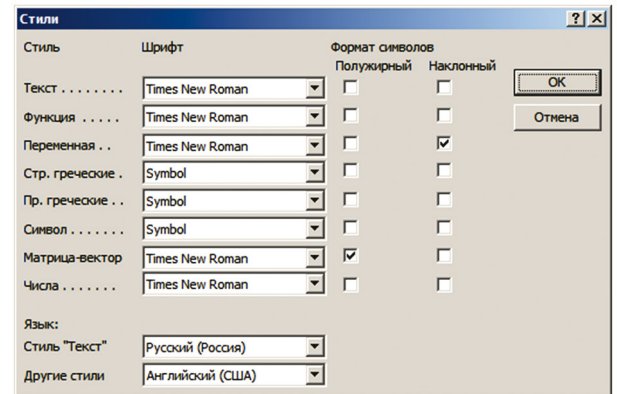 Стили
Стиль Шрифт Формат символов
Полужирный Наклонный
Текст . . . . . . . . Times New Roman OK
Функция . . . . . Times New Roman Отмена
Переменная . . Times New Roman
Стр. греческие . Symbol
Пр. греческие . . Symbol
Символ . . . . . . . Symbol
Матрица-вектор Times New Roman
Числа . . . . . . . Times New Roman
Язык:
Стиль "Текст" Русский (Россия)
Другие стили Английский (США)